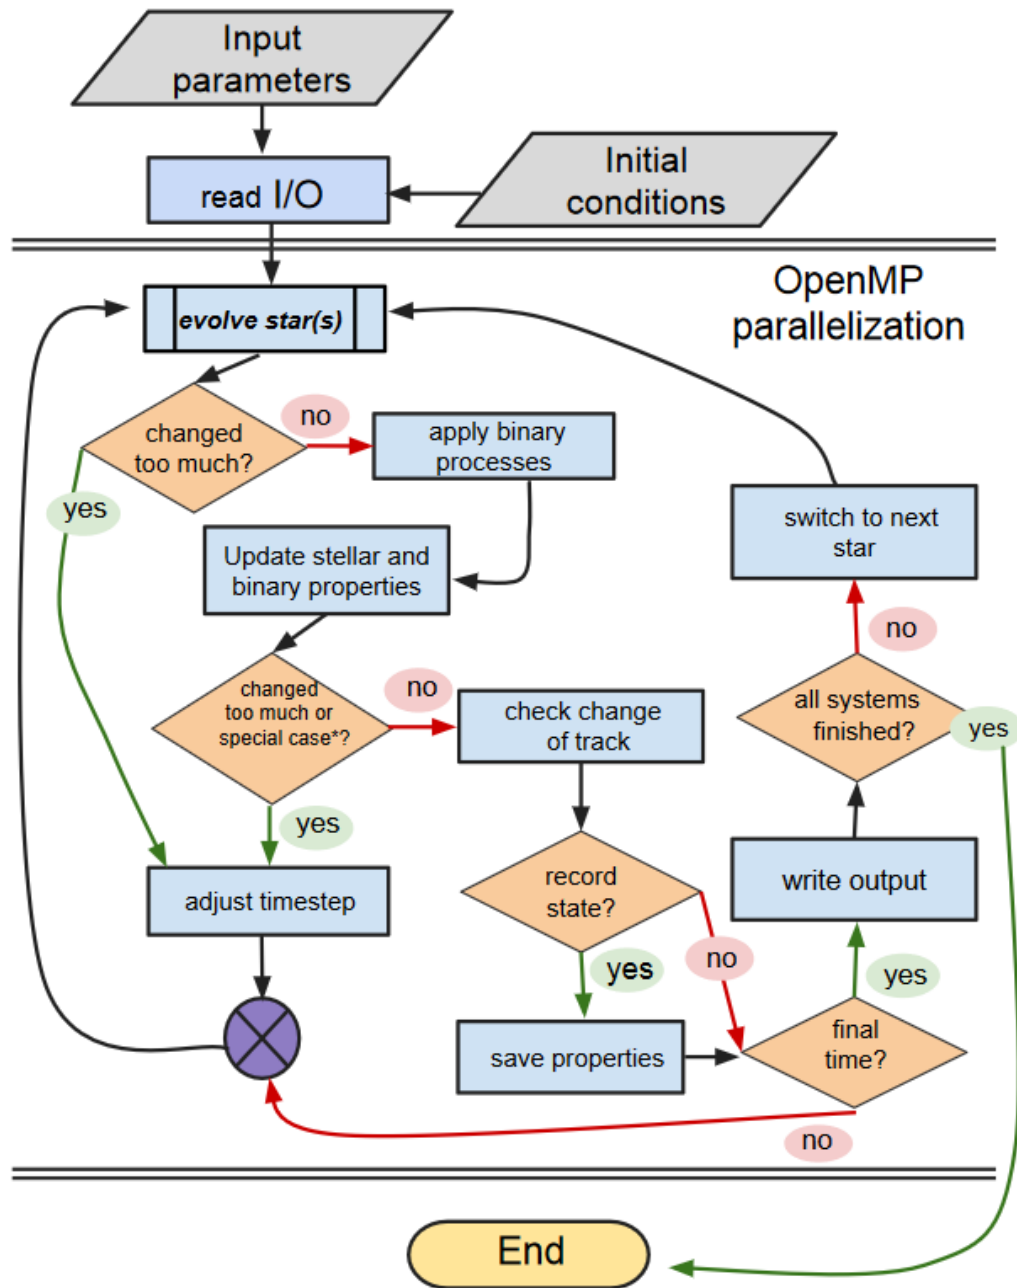 Input
parameters
Initial
conditions
read I/O
OpenMP
parallelization
evolve star(s)
changed
too much?
no
apply binary
processes
yes
switch to next
star
Update stellar and
binary properties
no
changed
too much or
special case*?
no
check change
of track
all systems
finished?
yes
yes
record
state?
write output
adjust timestep
no
yes
yes
final
time?
save properties
no
End